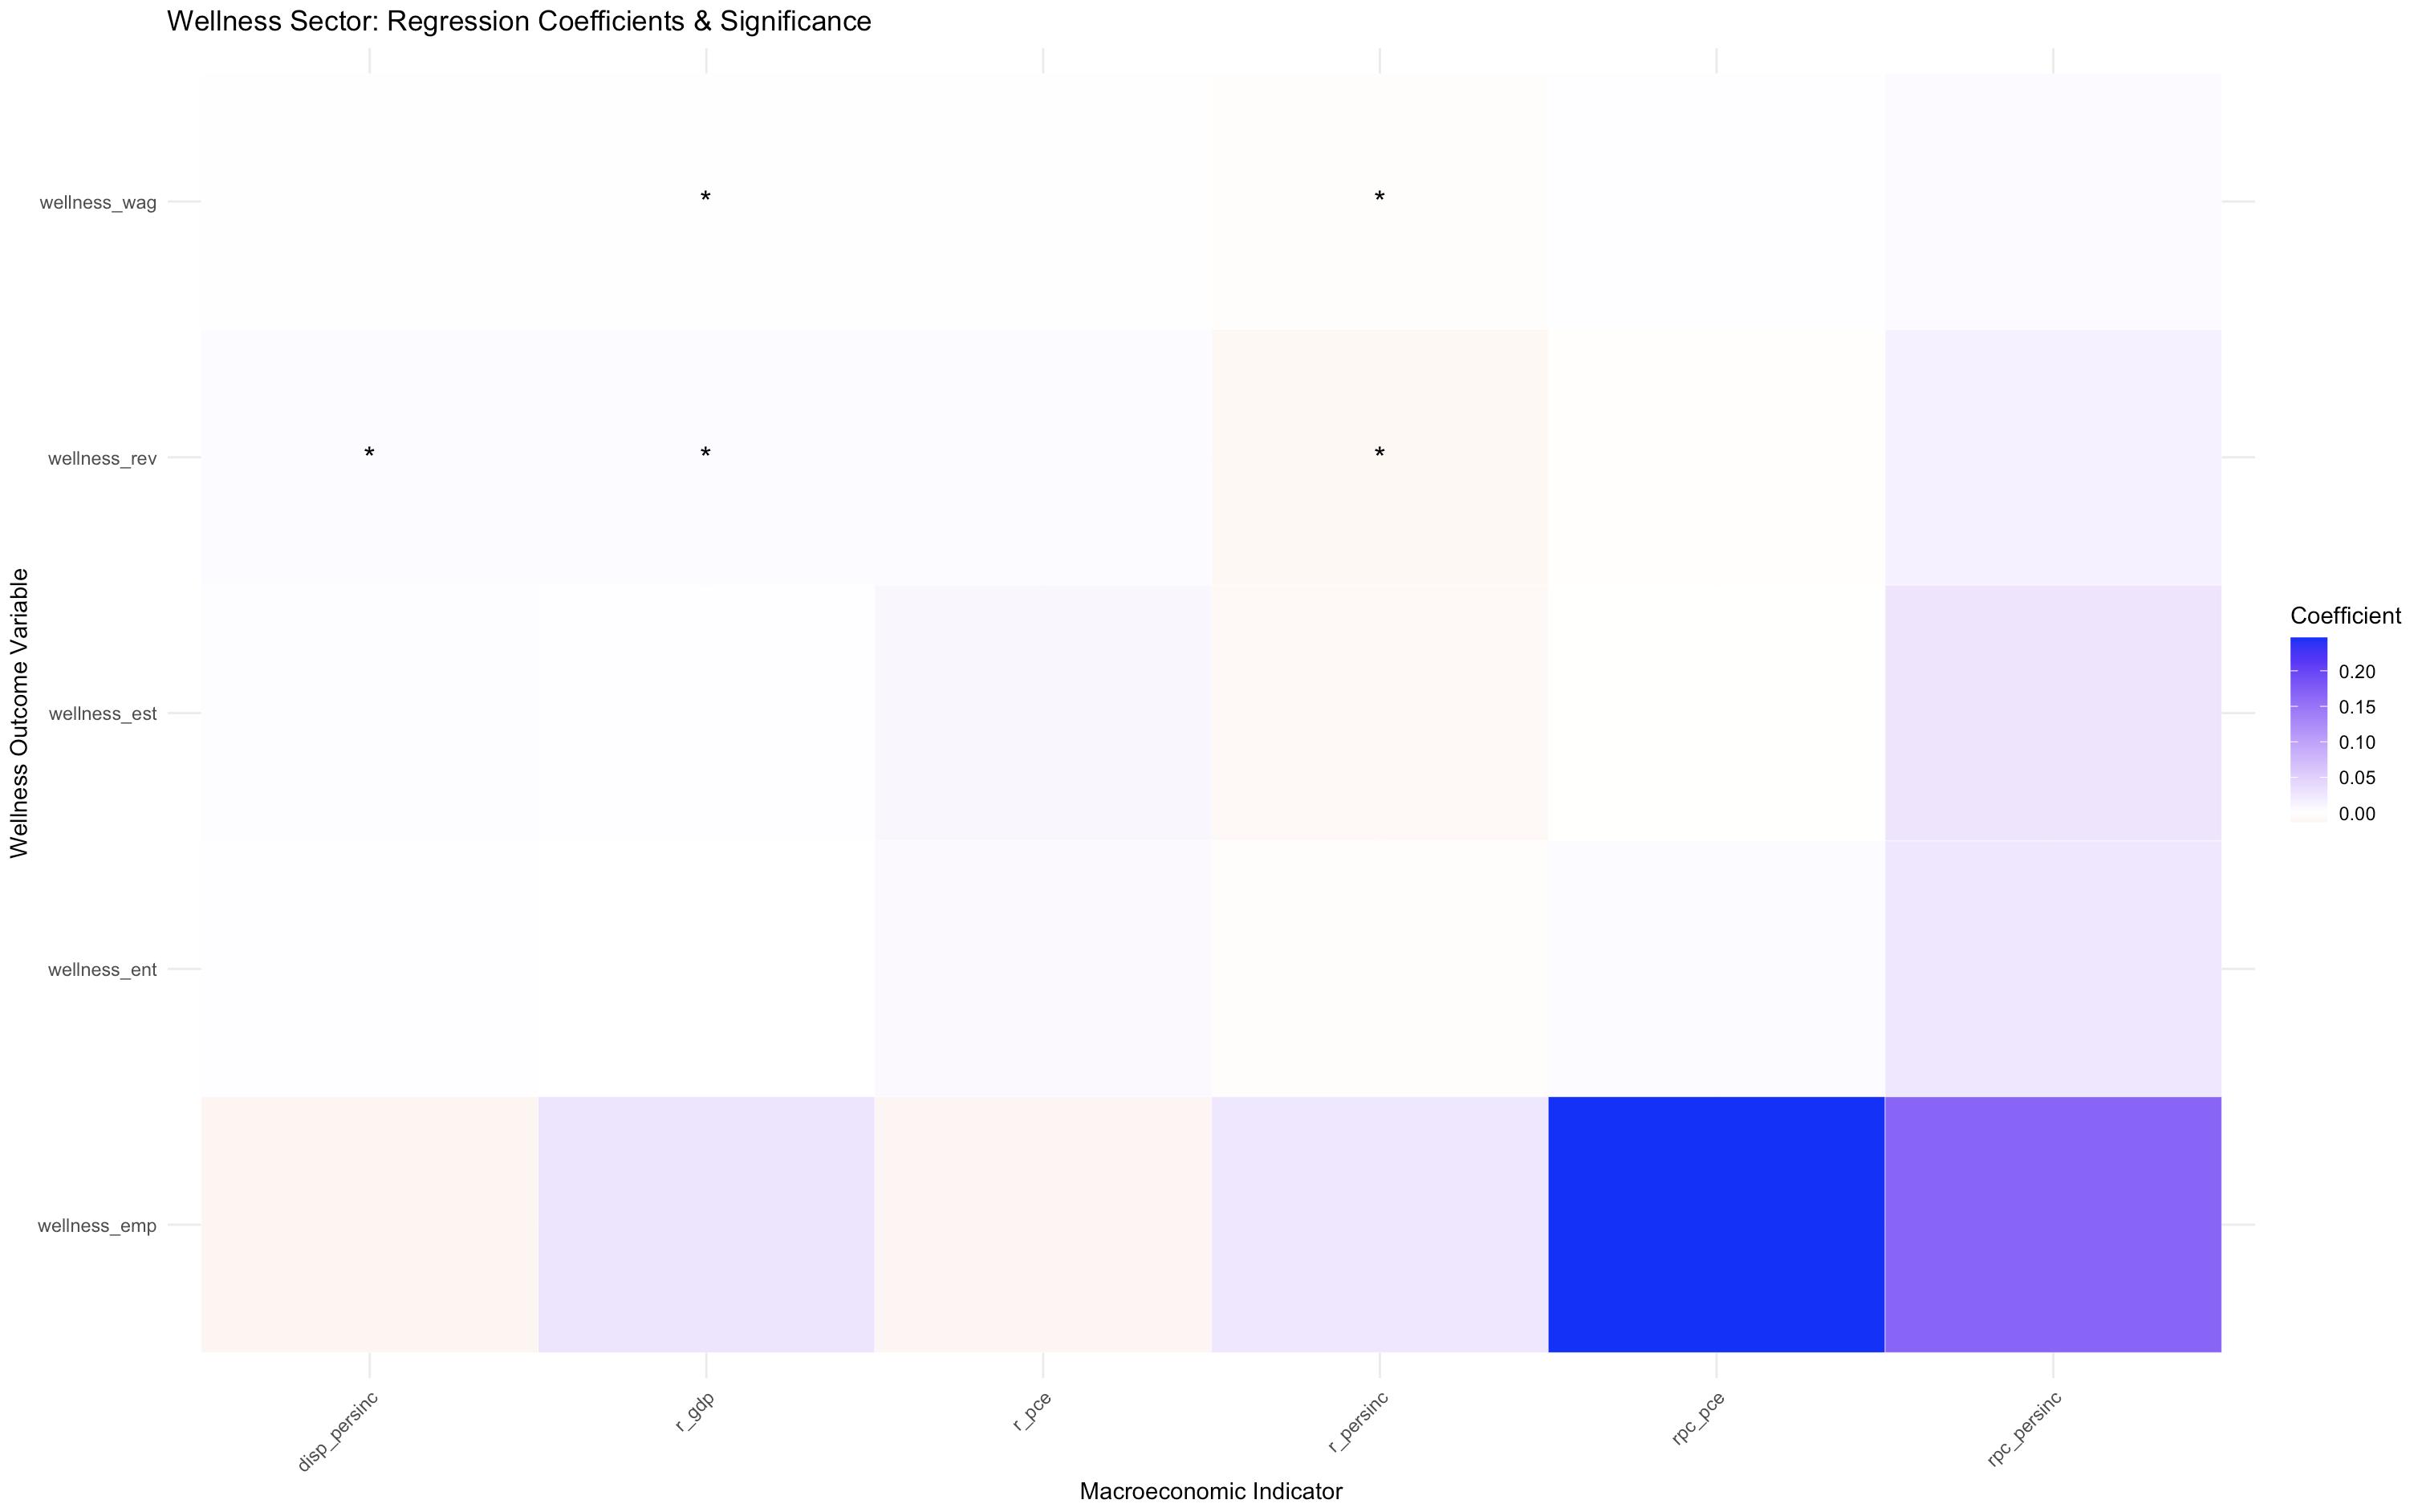 Wellness Sector: Regression Coefficients & Significance
Wellness Outcome Variable
wellness_wag
* *
wellness_rev
* * *
wellness_est
wellness_ent
wellness_emp
disp_persinc
r_gdp
r_pce
r_persinc
rpc_pce
rpc_persinc
Macroeconomic Indicator
Coefficient
0.20
0.15
0.10
0.05
0.00